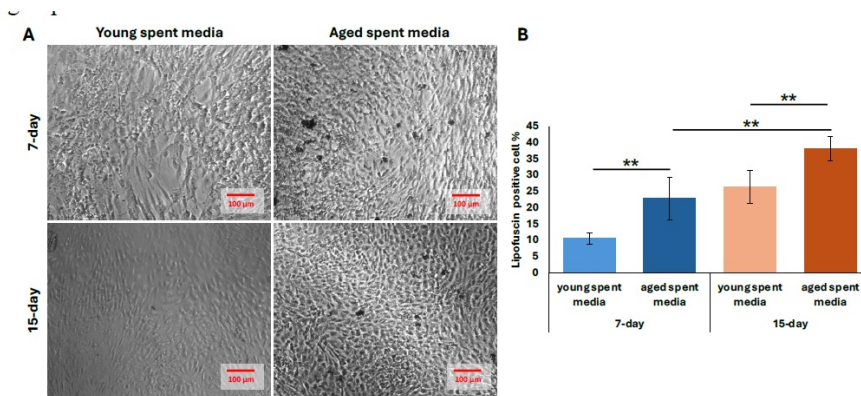 A
Young spent media
Aged spent media
7-day
100 µm
100 µm
15-day
100 µm
100 µm
B
**
**
**
Lipofuscin positive cell %
45
40
35
30
25
20
15
10
5
0
young spent media
aged spent media
young spent media
aged spent media
7-day
15-day